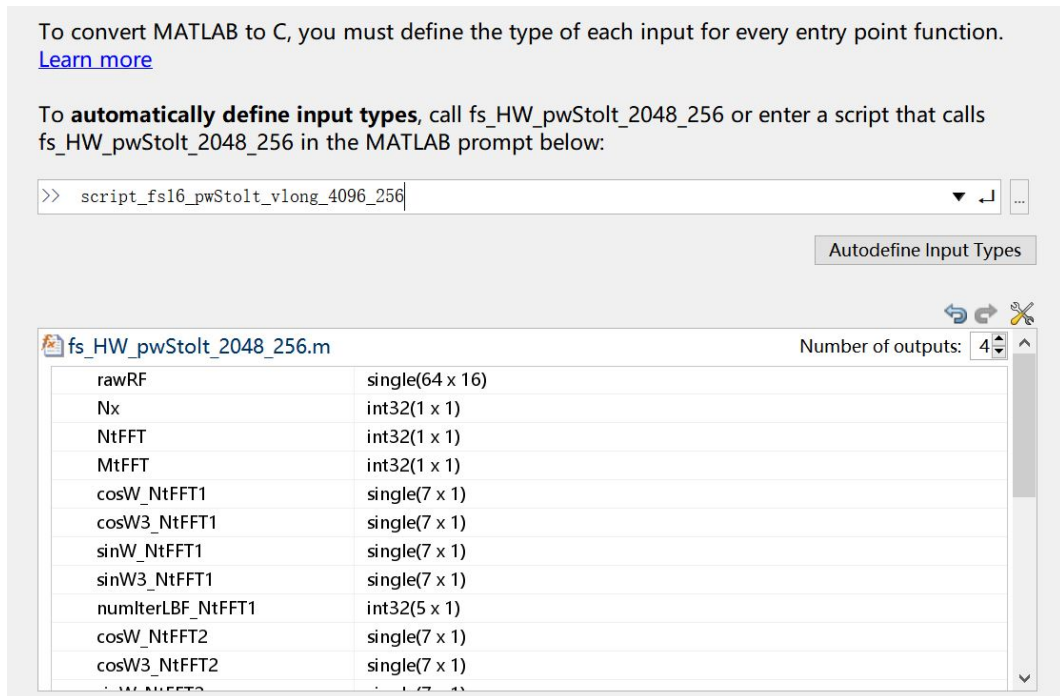 To convert MATLAB to C, you must define the type of each input for every entry point function.
Learn more
To automatically define input types, call fs_HW_pwStolt_2048_256 or enter a script that calls
fs_HW_pwStolt_2048_256 in the MATLAB prompt below:
>> script_fs16_pwStolt_vlong_4096_256
...
Autodefine Input Types
fs_HW_pwStolt_2048_256.m Number of outputs: 4
rawRF single(64 x 16)
Nx int32(1 x 1)
NtFFT int32(1 x 1)
MtFFT int32(1 x 1)
cosW_NtFFT1 single(7 x 1)
cosW3_NtFFT1 single(7 x 1)
sinW_NtFFT1 single(7 x 1)
sinW3_NtFFT1 single(7 x 1)
numIterLBF_NtFFT1 int32(5 x 1)
cosW_NtFFT2 single(7 x 1)
cosW3_NtFFT2 single(7 x 1)